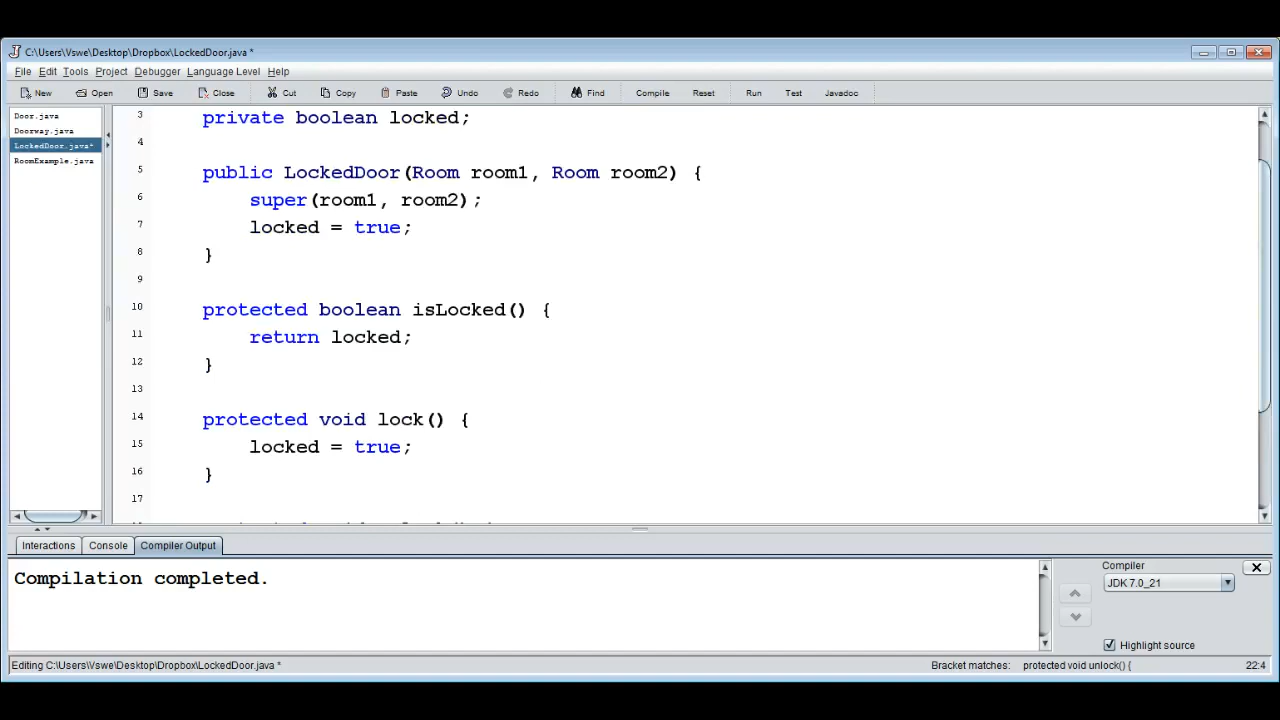 C:\Users\Vswe\Desktop\Dropbox\LockedDoor.java *
File Edit Tools Project Debugger Language Level Help
New Open Save Close Cut Copy Paste Undo Redo Find Compile Reset Run Test Javadoc
Door.java
Doorway.java
LockedDoor.java*
RoomExample.java
3 private boolean locked;
4
5 public LockedDoor(Room room1, Room room2) {
6 super(room1, room2);
7 locked = true;
8 }
9
10 protected boolean isLocked() {
11 return locked;
12 }
13
14 protected void lock() {
15 locked = true;
16 }
17
Interactions Console Compiler Output
Compilation completed.
Compiler
JDK 7.0_21
Highlight source
Editing C:\Users\Vswe\Desktop\Dropbox\LockedDoor.java * Bracket matches: protected void unlock() { 22:4